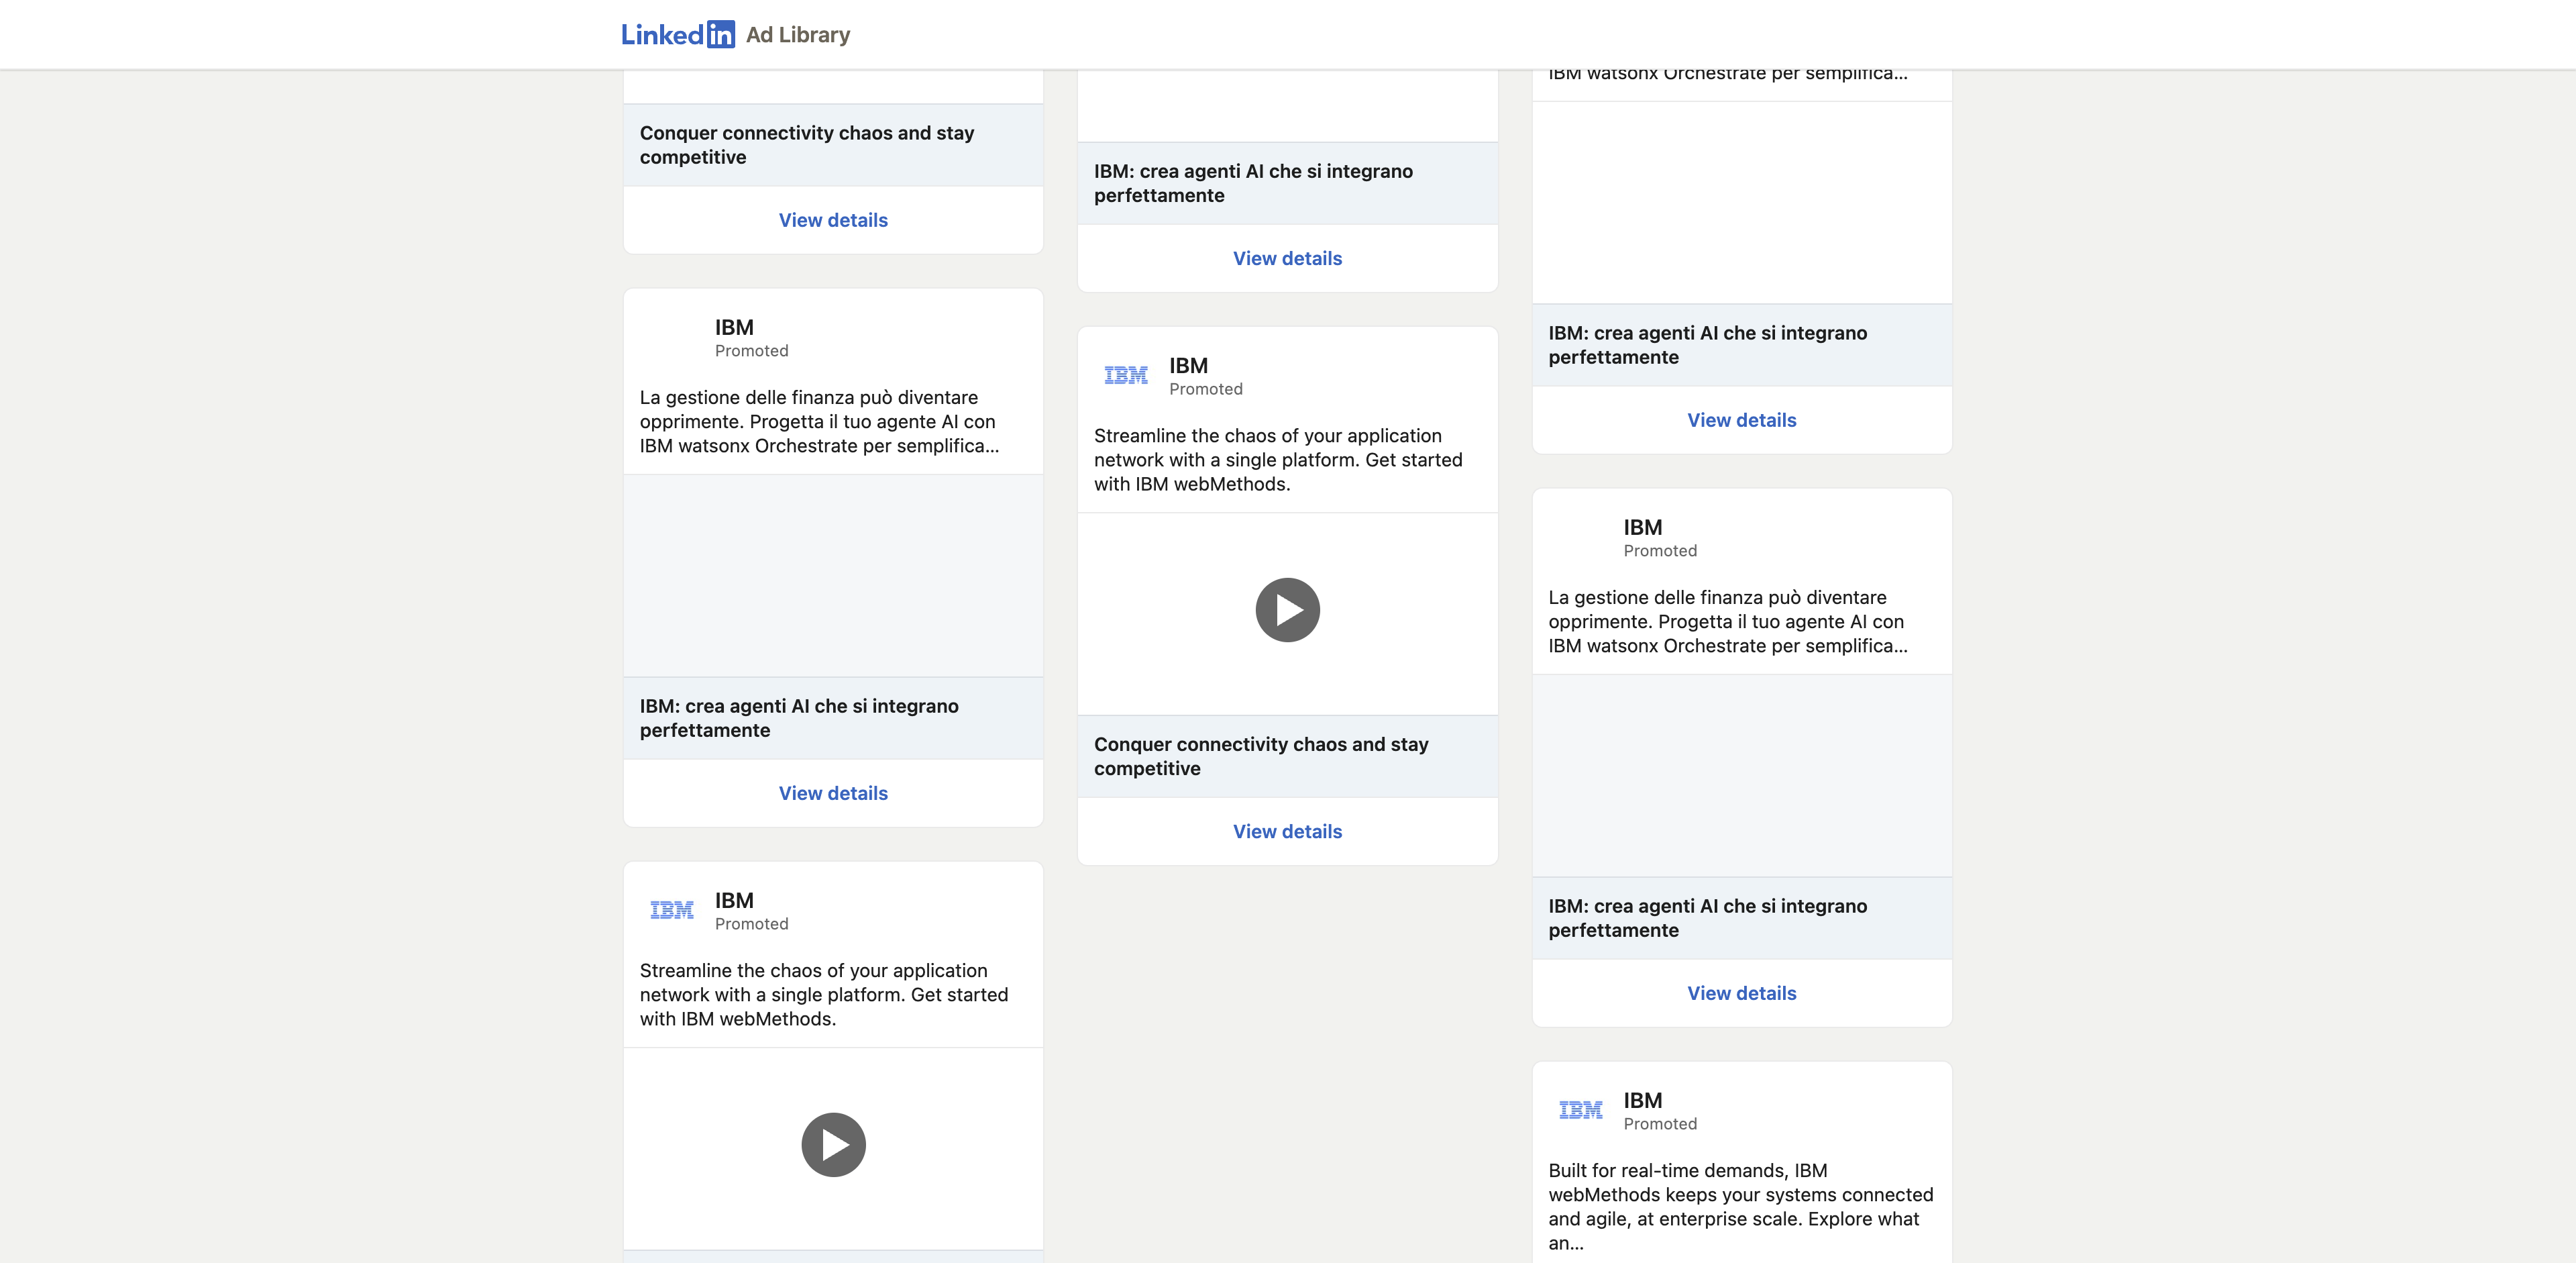 LinkedIn Ad Library
Conquer connectivity chaos and stay
competitive
View details
IBM
Promoted
La gestione delle finanza può diventare
opprimente. Progetta il tuo agente AI con
IBM watsonx Orchestrate per semplifica...
IBM: crea agenti AI che si integrano
perfettamente
View details
IBM
IBM
Promoted
Streamline the chaos of your application
network with a single platform. Get started
with IBM webMethods.
IBM: crea agenti AI che si integrano
perfettamente
View details
IBM
IBM
Promoted
Streamline the chaos of your application
network with a single platform. Get started
with IBM webMethods.
Conquer connectivity chaos and stay
competitive
View details
IBM watsonx Orchestrate per semplifica...
IBM: crea agenti AI che si integrano
perfettamente
View details
IBM
Promoted
La gestione delle finanza può diventare
opprimente. Progetta il tuo agente AI con
IBM watsonx Orchestrate per semplifica...
IBM: crea agenti AI che si integrano
perfettamente
View details
IBM
IBM
Promoted
Built for real-time demands, IBM
webMethods keeps your systems connected
and agile, at enterprise scale. Explore what
an...